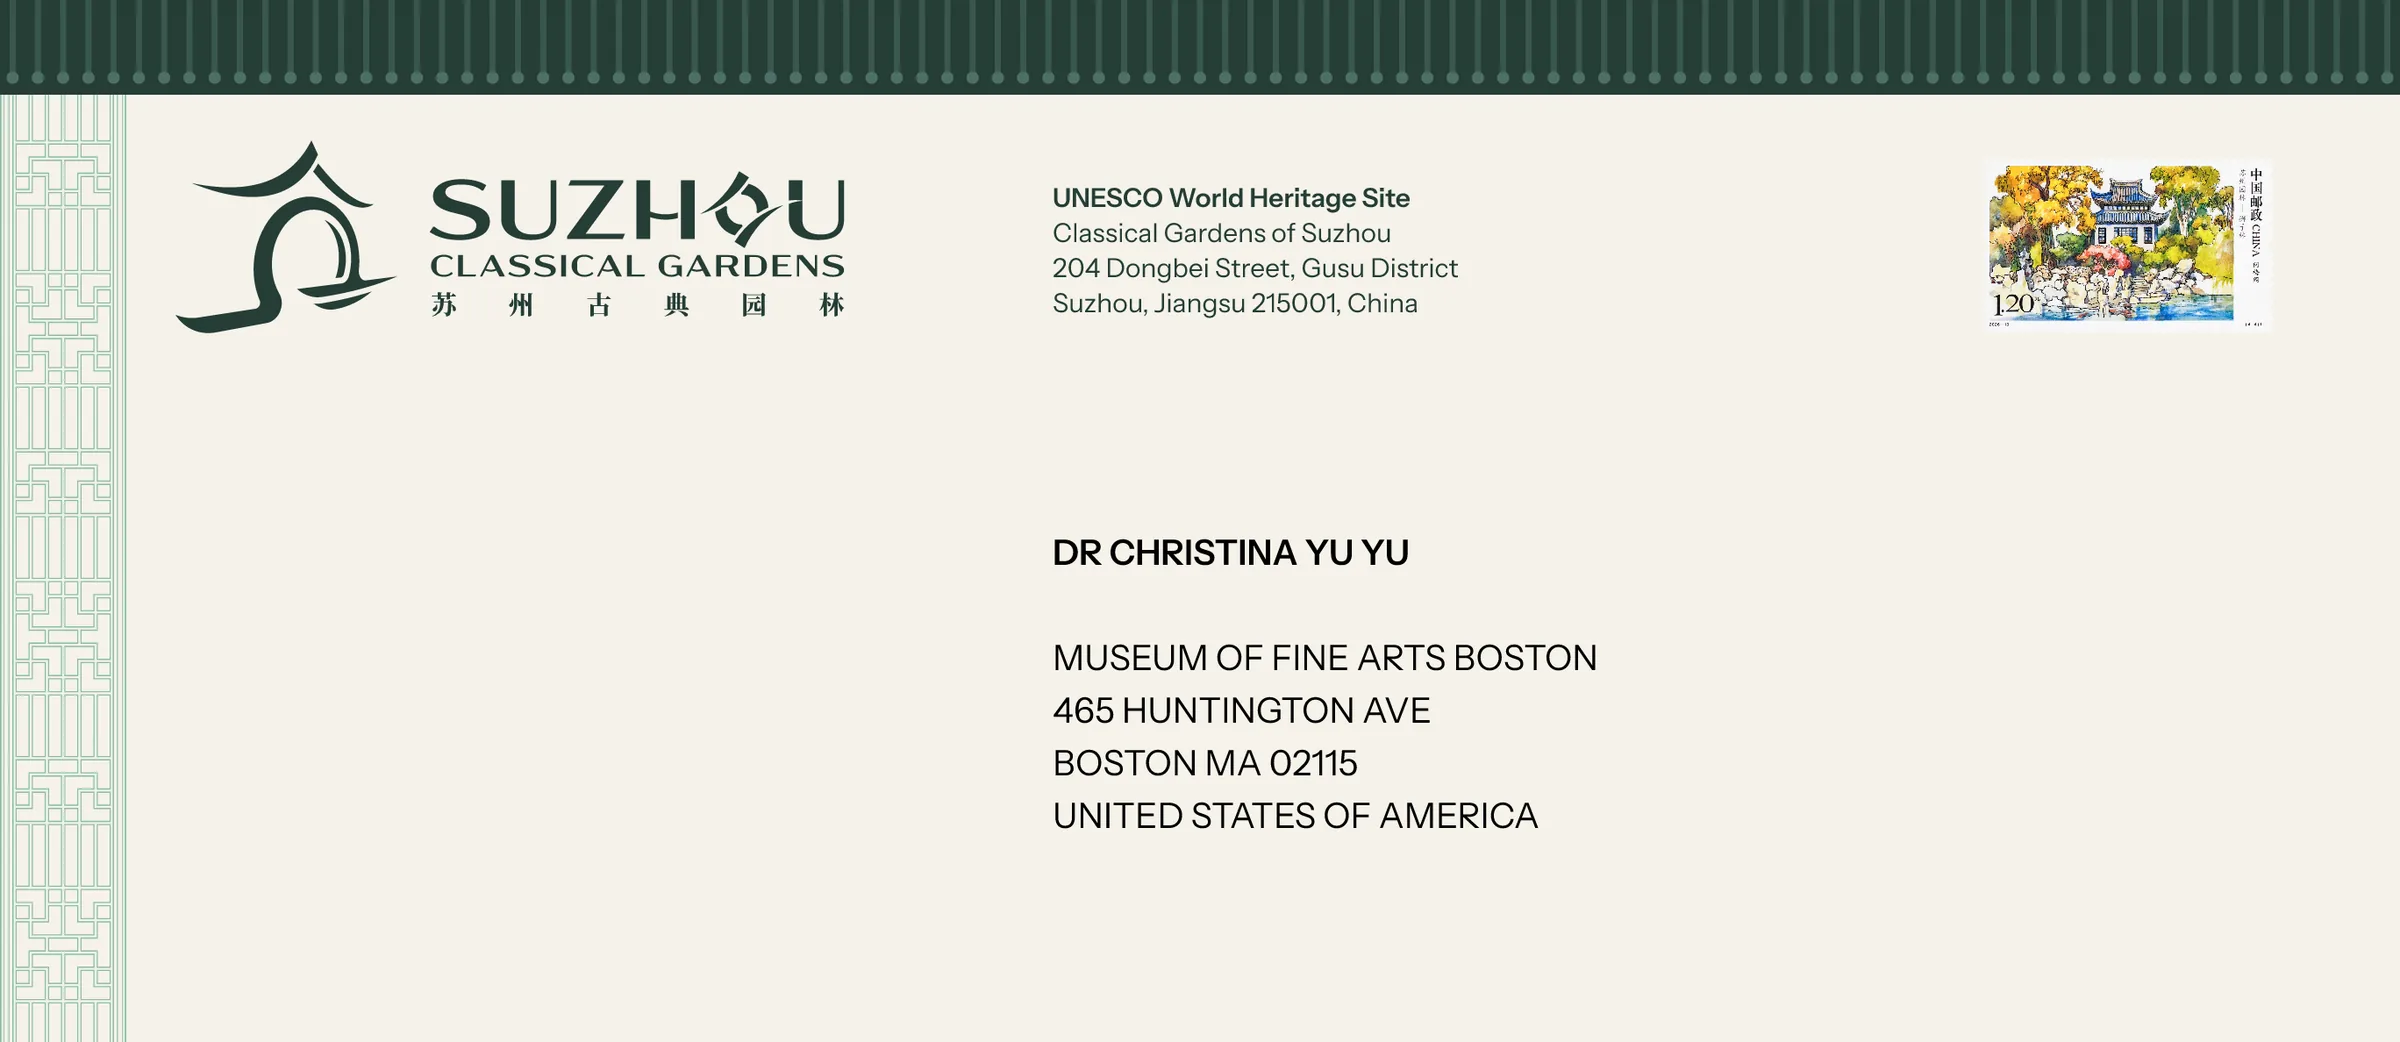 SUZHOU
CLASSICAL GARDENS
苏州古典园林
UNESCO World Heritage Site
Classical Gardens of Suzhou
204 Dongbei Street, Gusu District
Suzhou, Jiangsu 215001, China
中国邮政 CHINA
1.20
DR CHRISTINA YU YU
MUSEUM OF FINE ARTS BOSTON
465 HUNTINGTON AVE
BOSTON MA 02115
UNITED STATES OF AMERICA